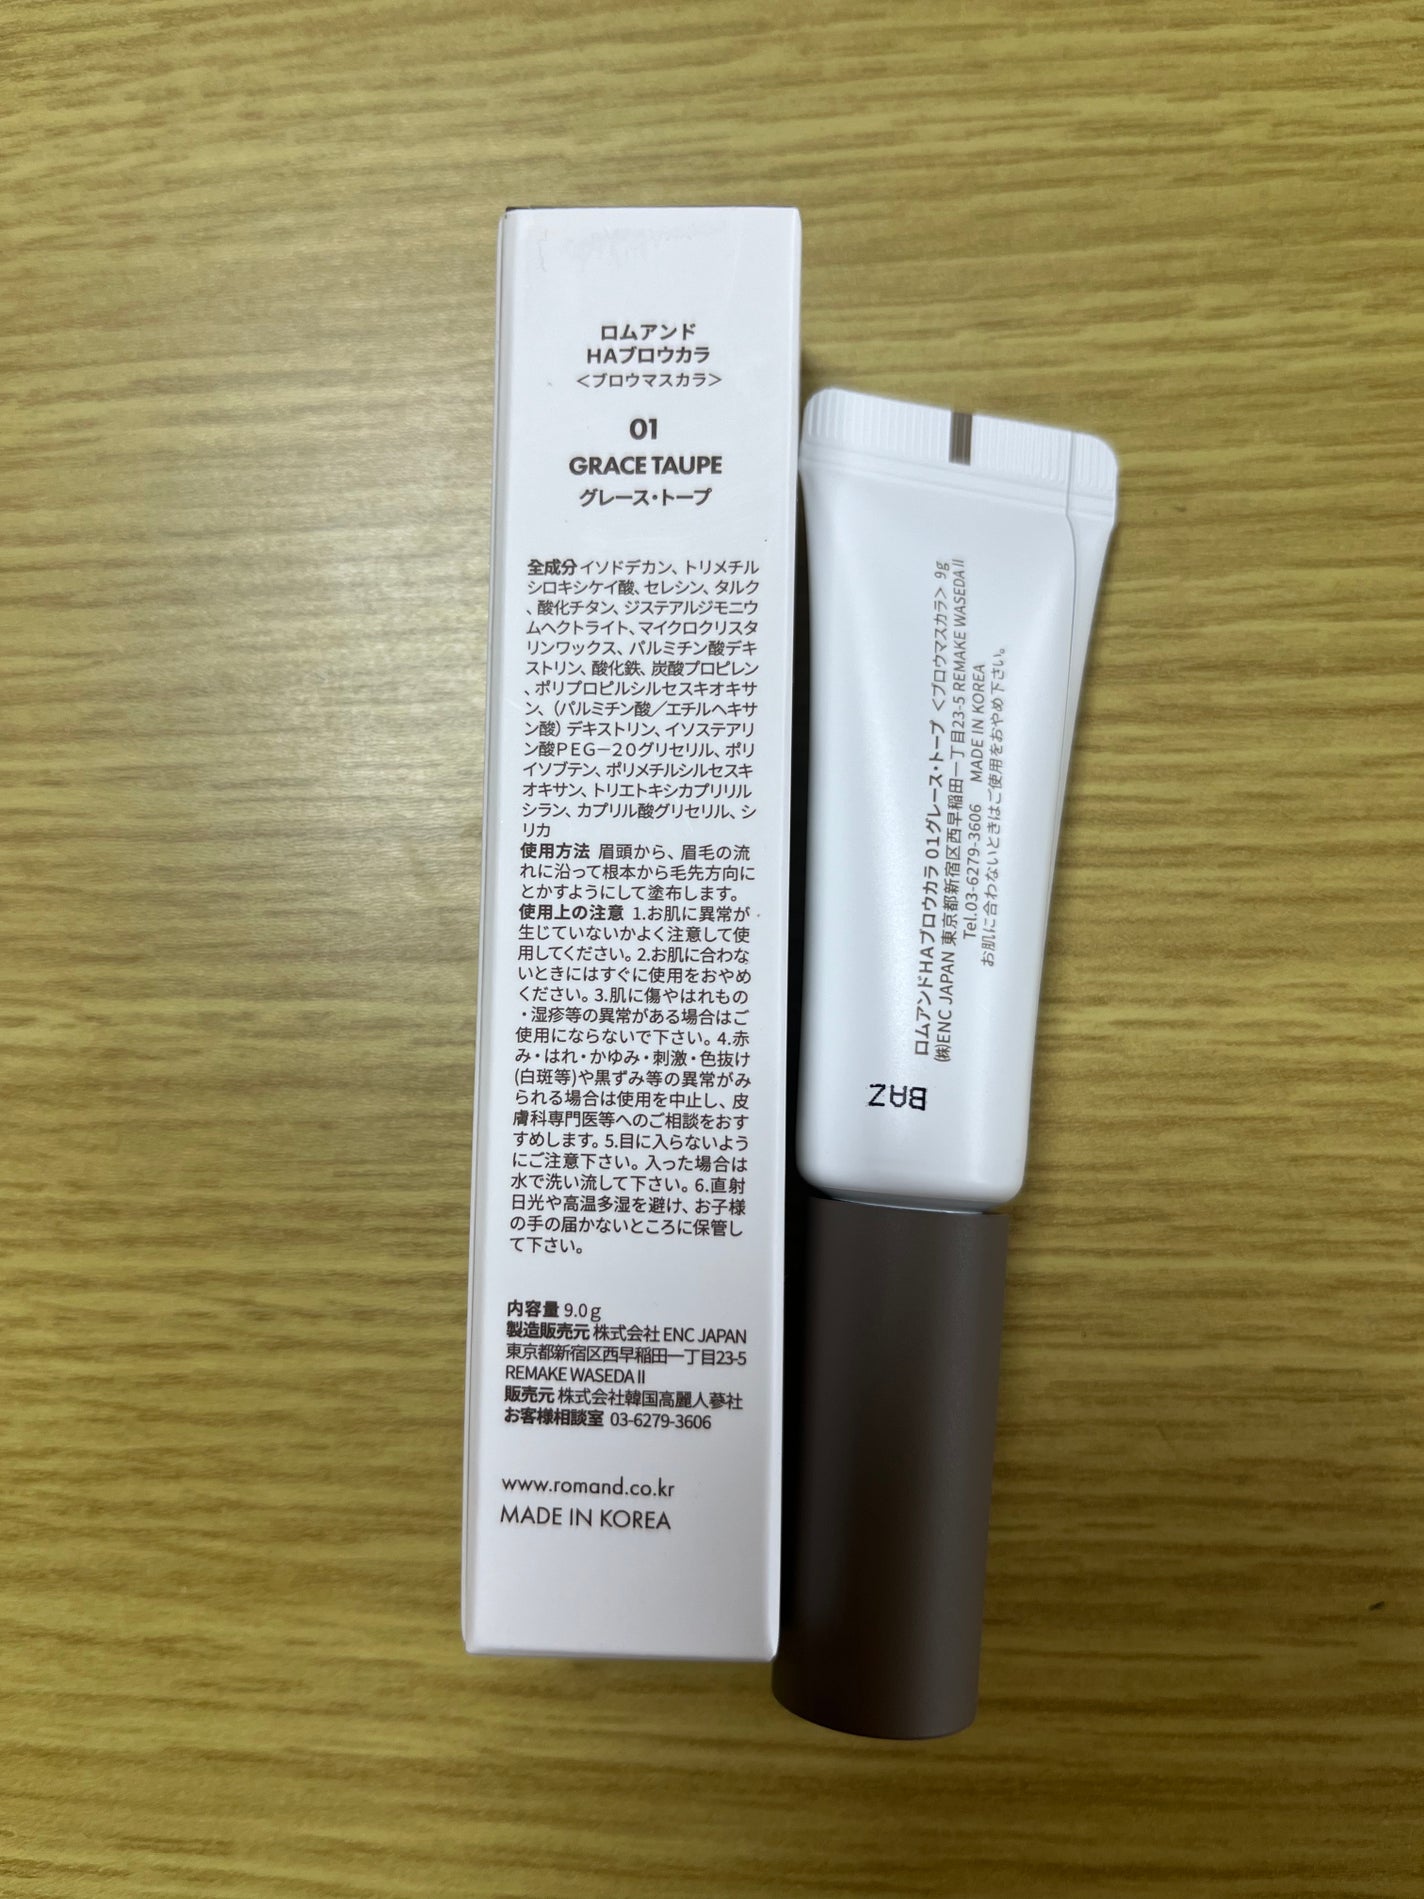 ロムアンド
HAブロウカラ
＜ブロウマスカラ＞
01
GRACE TAUPE
グレース・トープ
全成分 イソドデカン、トリメチル
シロキシケイ酸、セレシン、タルク
、酸化チタン、ジステアルジモニウ
ムヘクトライト、マイクロクリスタ
リンワックス、パルミチン酸デキ
ストリン、酸化鉄、炭酸プロピレン
、ポリプロピルシルセスキオキサ
ン、（パルミチン酸／エチルヘキサ
ン酸）デキストリン、イソステアリ
ン酸PEG－20グリセリル、ポリ
イソブテン、ポリメチルシルセスキ
オキサン、トリエトキシカプリリル
シラン、カプリル酸グリセリル、シ
リカ
使用方法 眉頭から、眉毛の流
れに沿って根本から毛先方向に
とかすようにして塗布します。
使用上の注意 1.お肌に異常が
生じていないかよく注意して使
用してください。2.お肌に合わな
いときにはすぐに使用をおやめ
ください。3.肌に傷やはれもの
・湿疹等の異常がある場合はご
使用にならないで下さい。4.赤
み・はれ・かゆみ・刺激・色抜け
(白斑等)や黒ずみ等の異常がみ
られる場合は使用を中止し、皮
膚科専門医等へのご相談をおす
すめします。5.目に入らないよう
にご注意下さい。入った場合は
水で洗い流して下さい。6.直射
日光や高温多湿を避け、お子様
の手の届かないところに保管し
て下さい。
内容量 9.0g
製造販売元 株式会社 ENC JAPAN
東京都新宿区西早稲田一丁目23-5
REMAKE WASEDA II
販売元 株式会社韓国高麗人蔘社
お客様相談室 03-6279-3606
www.romand.co.kr
MADE IN KOREA
ロムアンドHAブロウカラ 01グレース・トープ ＜ブロウマスカラ＞ 9g
㈱ENC JAPAN 東京都新宿区西早稲田一丁目23-5 REMAKE WASEDA II
Tel.03-6279-3606 MADE IN KOREA
お肌に合わないときはご使用をおやめ下さい。
BAZ